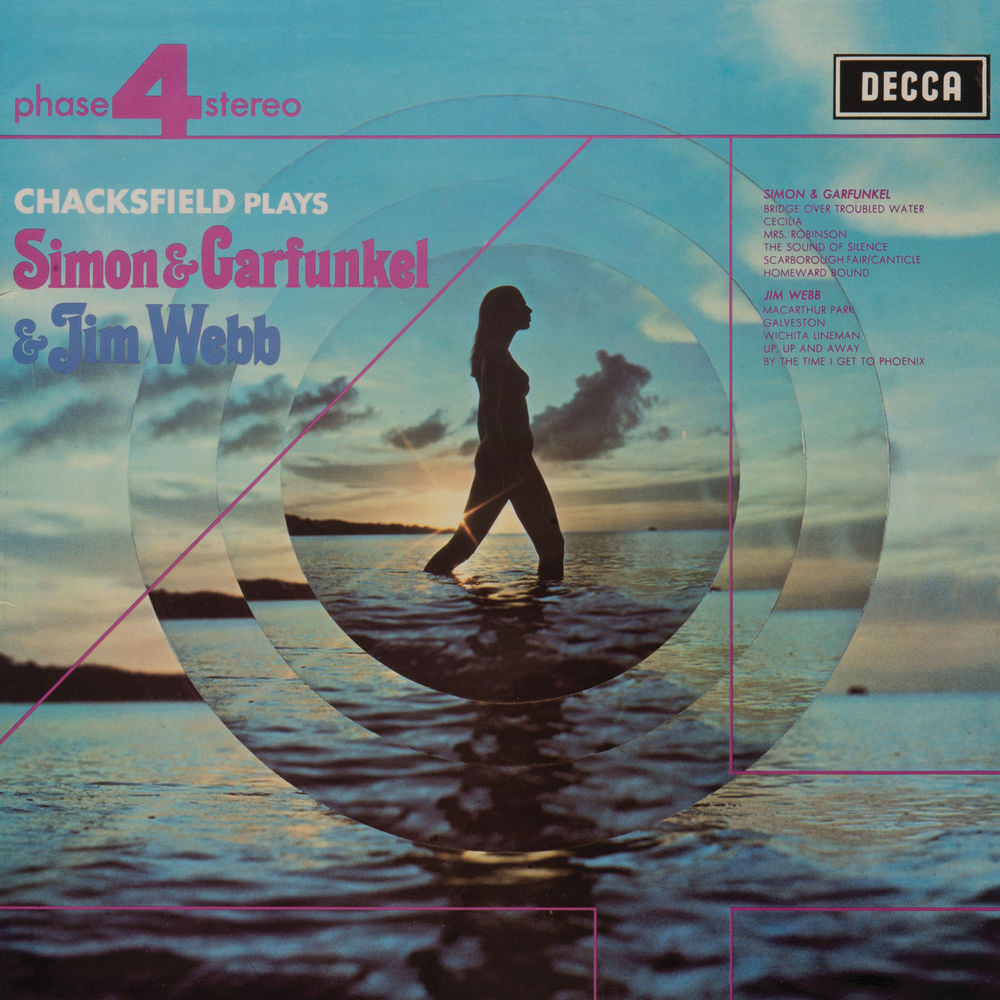 phase 4 stereo
DECCA
CHACKSFIELD PLAYS
Simon & Garfunkel
& Jim Webb
SIMON & GARFUNKEL
BRIDGE OVER TROUBLED WATER
CECILIA
MRS. ROBINSON
THE SOUND OF SILENCE
SCARBOROUGH FAIR/CANTICLE
HOMEWARD BOUND
JIM WEBB
MACARTHUR PARK
GALVESTON
WICHITA LINEMAN
UP, UP AND AWAY
BY THE TIME I GET TO PHOENIX